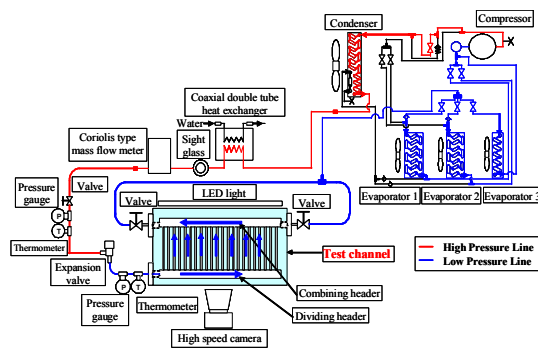 Condenser
Compressor
Coaxial double tube
heat exchanger
Water
Coriolis type
mass flow meter
Sight
glass
Pressure
gauge
Valve
P
T
Thermometer
Expansion
valve
LED light
Valve
Valve
Evaporator 1
Evaporator 2
Evaporator 3
Test channel
High Pressure Line
Low Pressure Line
Combining header
Dividing header
P
T
Pressure
gauge
Thermometer
High speed camera